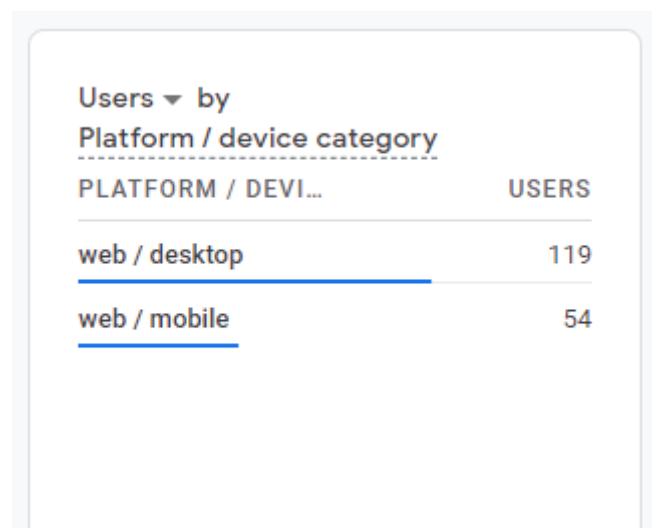 Users by
Platform / device category
PLATFORM / DEVI... USERS
web / desktop 119
web / mobile 54